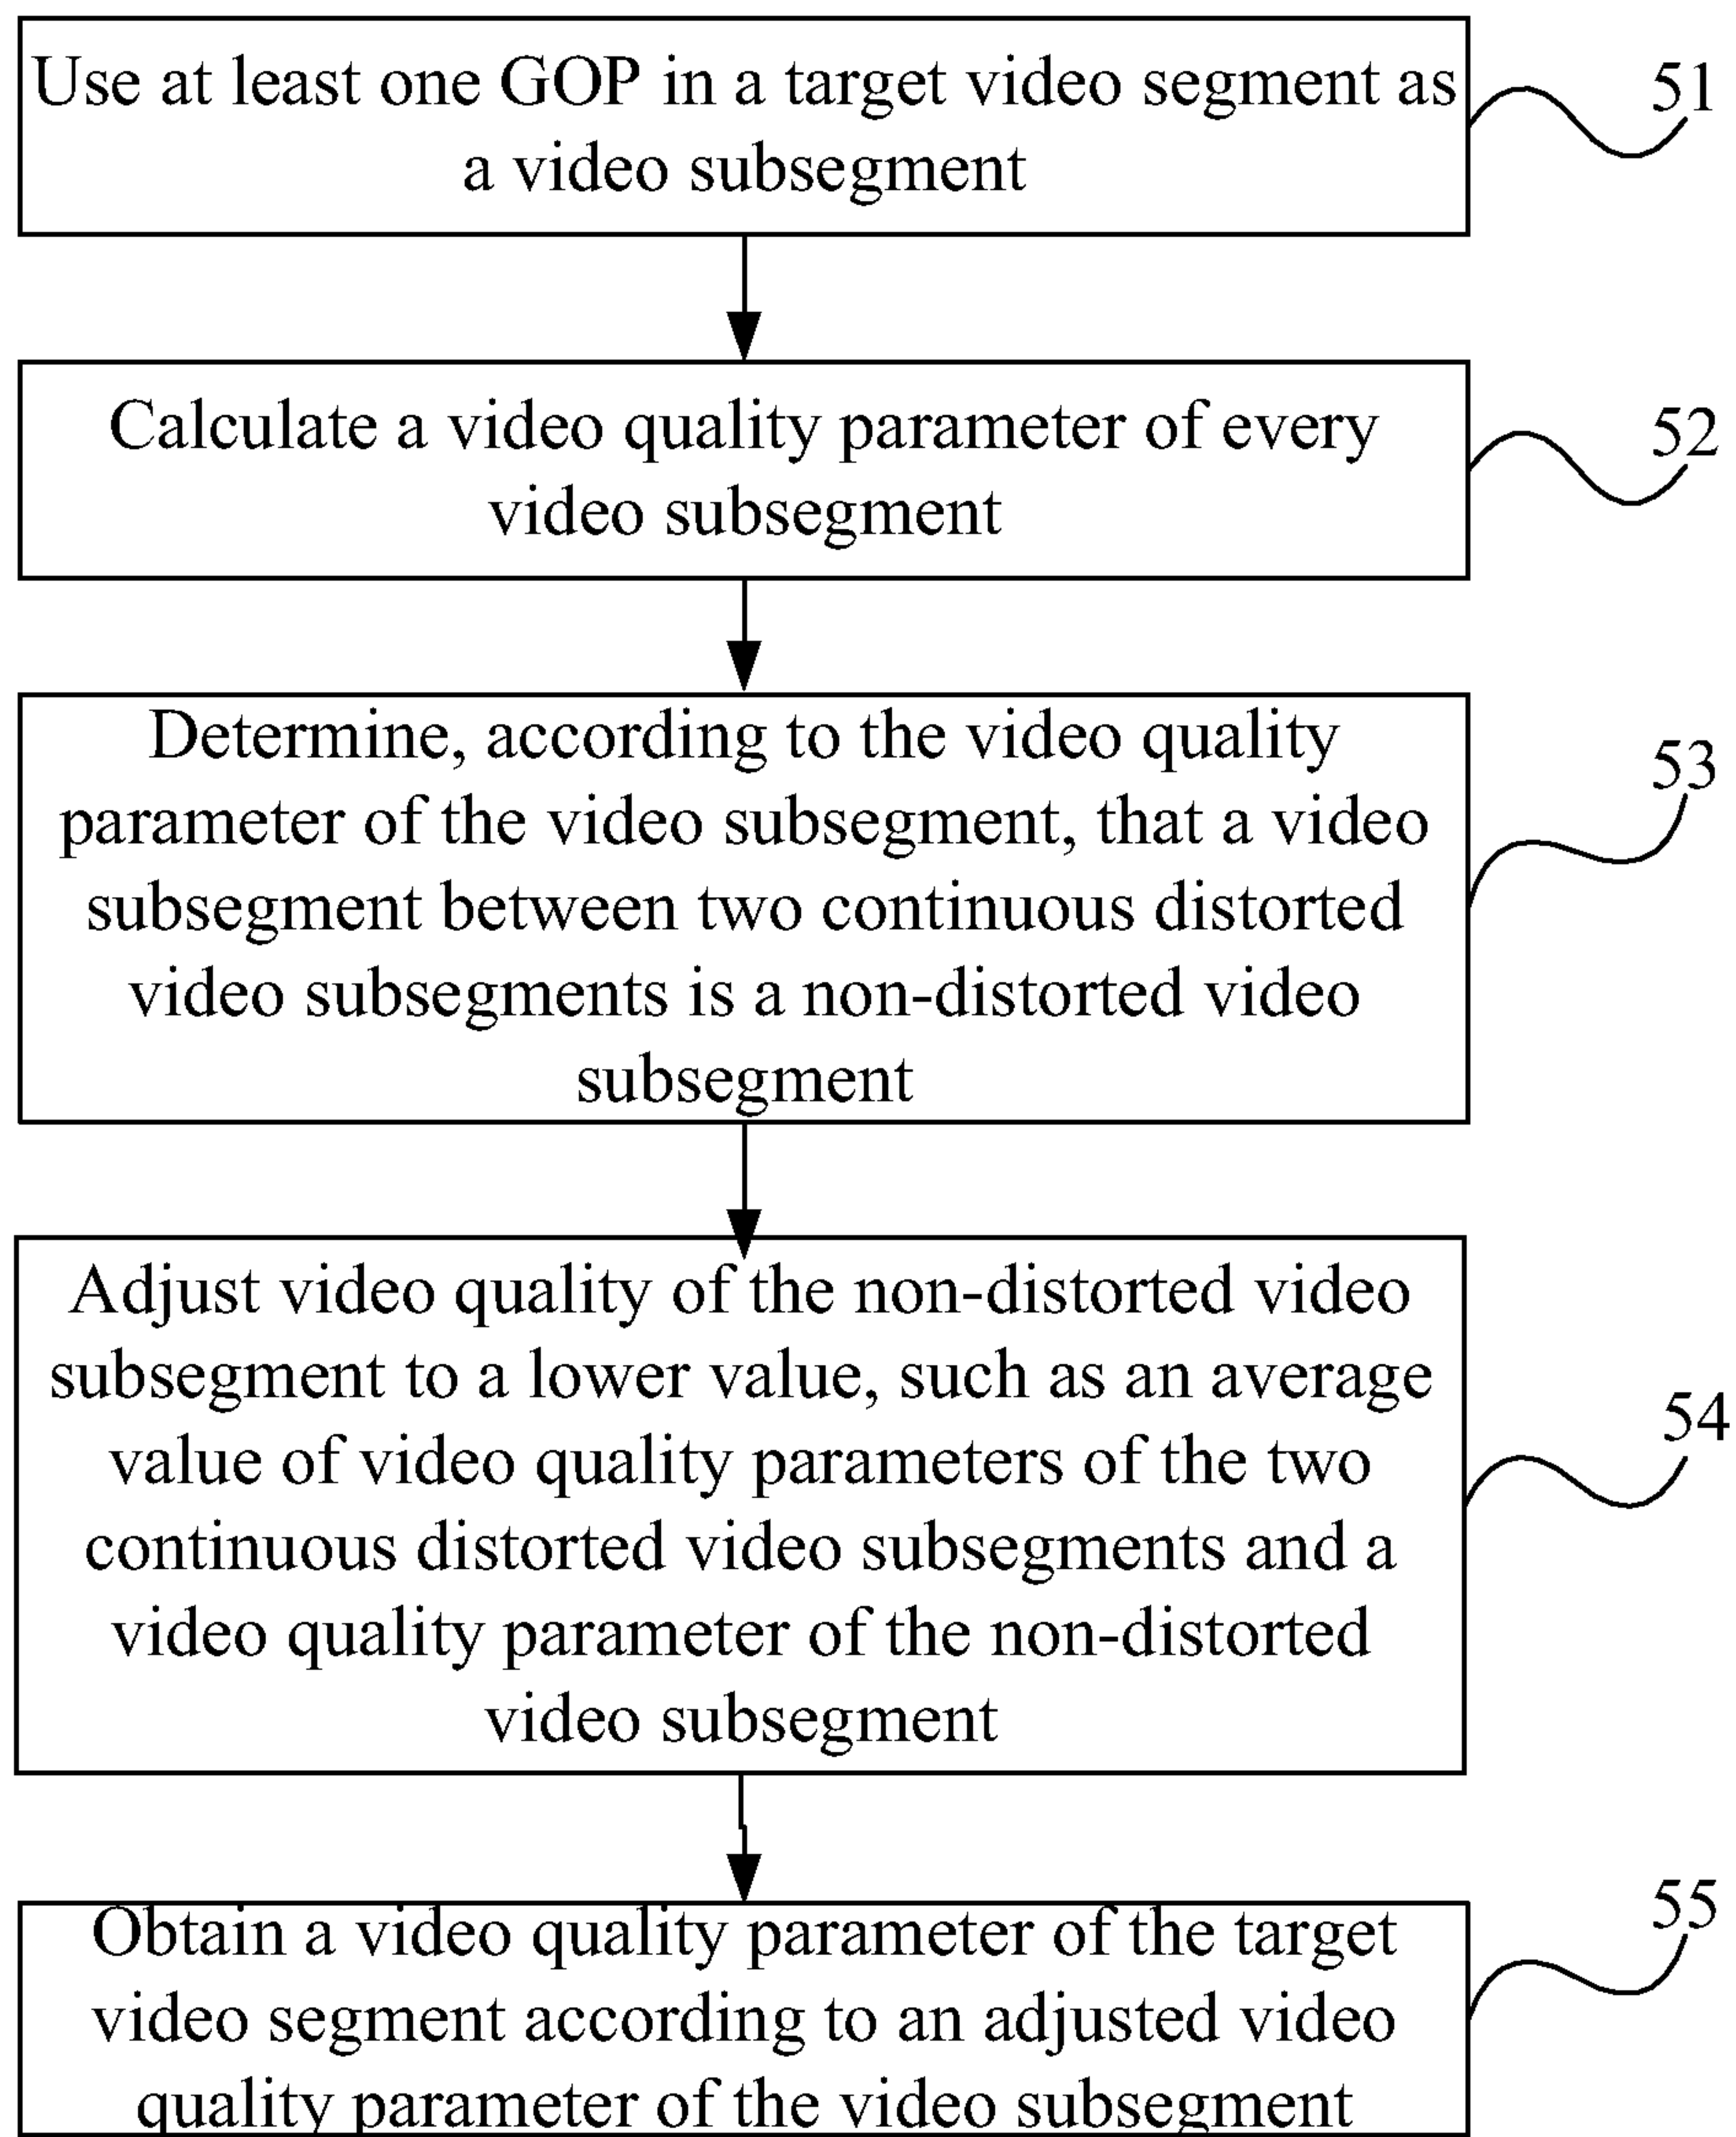 Use at least one GOP in a target video segment as
a video subsegment
51
Calculate a video quality parameter of every
video subsegment
52
Determine, according to the video quality
parameter of the video subsegment, that a video
subsegment between two continuous distorted
video subsegments is a non-distorted video
subsegment
53
Adjust video quality of the non-distorted video
subsegment to a lower value, such as an average
value of video quality parameters of the two
continuous distorted video subsegments and a
video quality parameter of the non-distorted
video subsegment
54
Obtain a video quality parameter of the target
video segment according to an adjusted video
quality parameter of the video subsegment
55